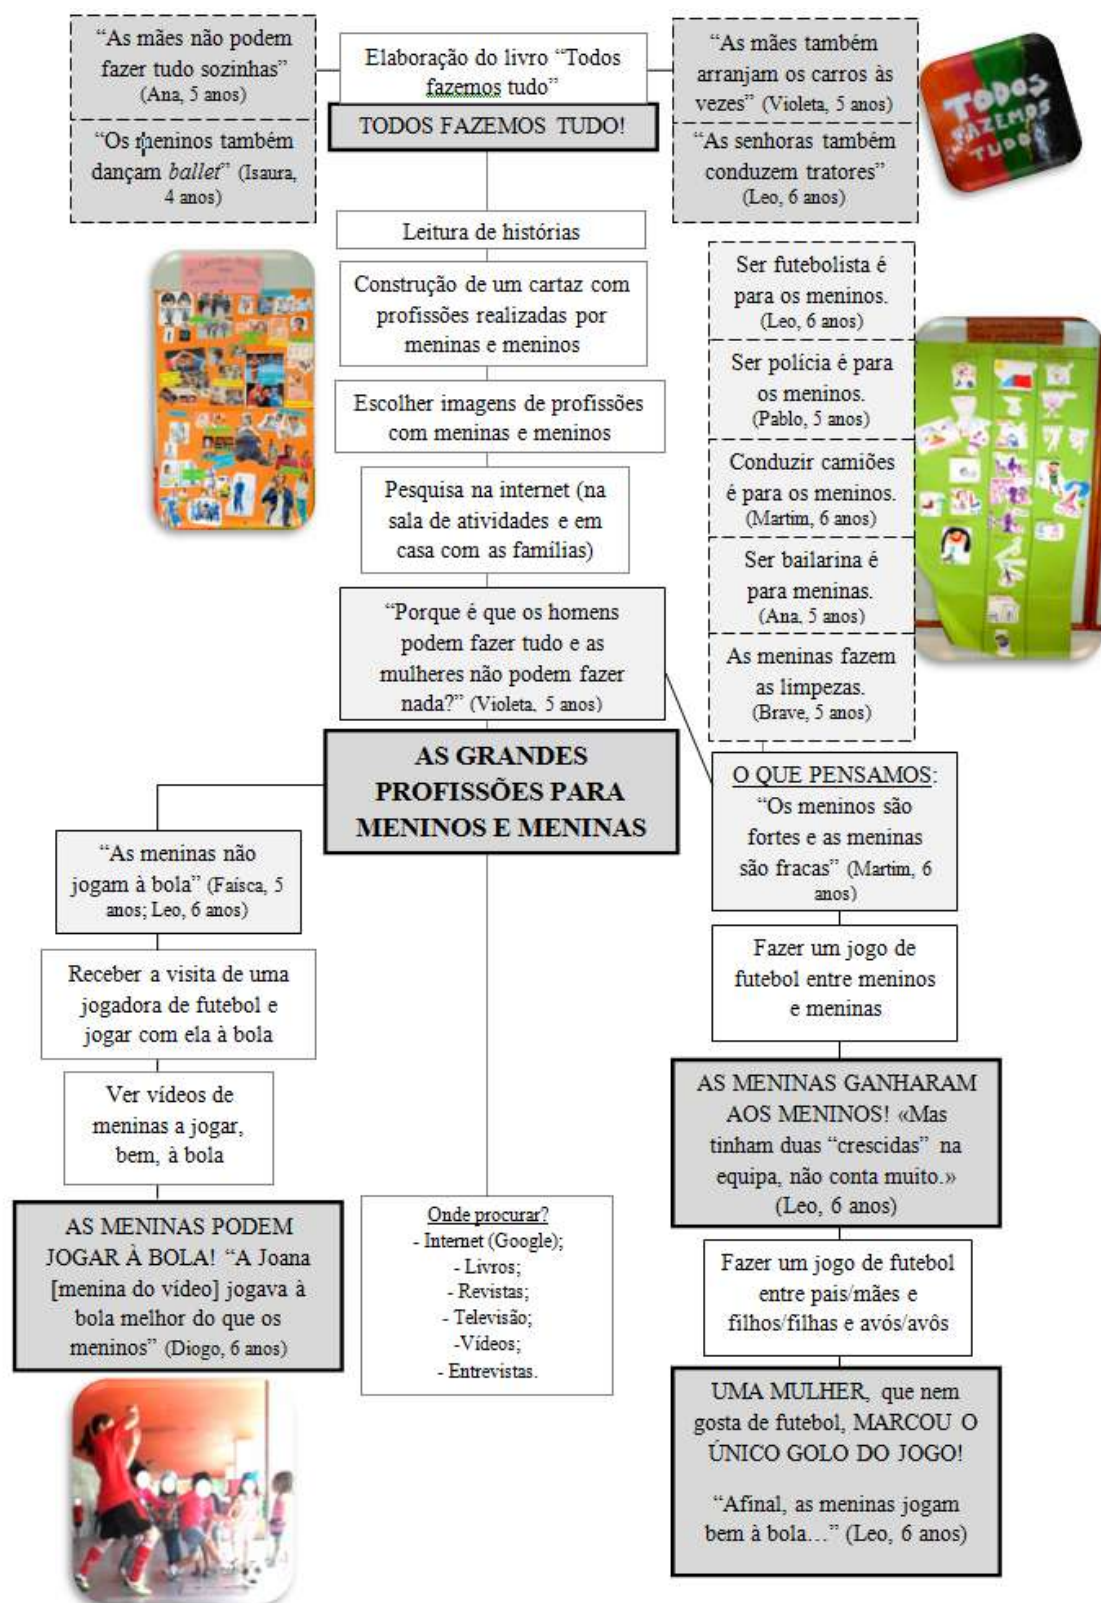 “As mães não podem
fazer tudo sozinhas”
(Ana, 5 anos)
“Os meninos também
dançam ballet” (Isaura,
4 anos)
Elaboração do livro “Todos
fazemos tudo”
TODOS FAZEMOS TUDO!
“As mães também
arranjam os carros às
vezes” (Violeta, 5 anos)
“As senhoras também
conduzem tratores”
(Leo, 6 anos)
TODOS
FAZEMOS
TUDO
Leitura de histórias
Construção de um cartaz com
profissões realizadas por
meninas e meninos
Escolher imagens de profissões
com meninas e meninos
Pesquisa na internet (na
sala de atividades e em
casa com as famílias)
“Porque é que os homens
podem fazer tudo e as
mulheres não podem fazer
nada?” (Violeta, 5 anos)
Ser futebolista é
para os meninos.
(Leo, 6 anos)
Ser polícia é para
os meninos.
(Pablo, 5 anos)
Conduzir camiões
é para os meninos.
(Martim, 6 anos)
Ser bailarina é
para meninas.
(Ana, 5 anos)
As meninas fazem
as limpezas.
(Brave, 5 anos)
AS GRANDES
PROFISSÕES PARA
MENINOS E MENINAS
O QUE PENSAMOS:
“Os meninos são
fortes e as meninas
são fracas” (Martim, 6
anos)
“As meninas não
jogam à bola” (Faísca, 5
anos; Leo, 6 anos)
Receber a visita de uma
jogadora de futebol e
jogar com ela à bola
Ver vídeos de
meninas a jogar,
bem, à bola
AS MENINAS PODEM
JOGAR À BOLA! “A Joana
[menina do vídeo] jogava à
bola melhor do que os
meninos” (Diogo, 6 anos)
Onde procurar?
- Internet (Google);
- Livros;
- Revistas;
- Televisão;
-Vídeos;
- Entrevistas.
Fazer um jogo de
futebol entre meninos
e meninas
AS MENINAS GANHARAM
AOS MENINOS! «Mas
tinham duas “crescidas” na
equipa, não conta muito.»
(Leo, 6 anos)
Fazer um jogo de futebol
entre pais/mães e
filhos/filhas e avós/avôs
UMA MULHER, que nem
gosta de futebol, MARCOU O
ÚNICO GOLO DO JOGO!
“Afinal, as meninas jogam
bem à bola…” (Leo, 6 anos)